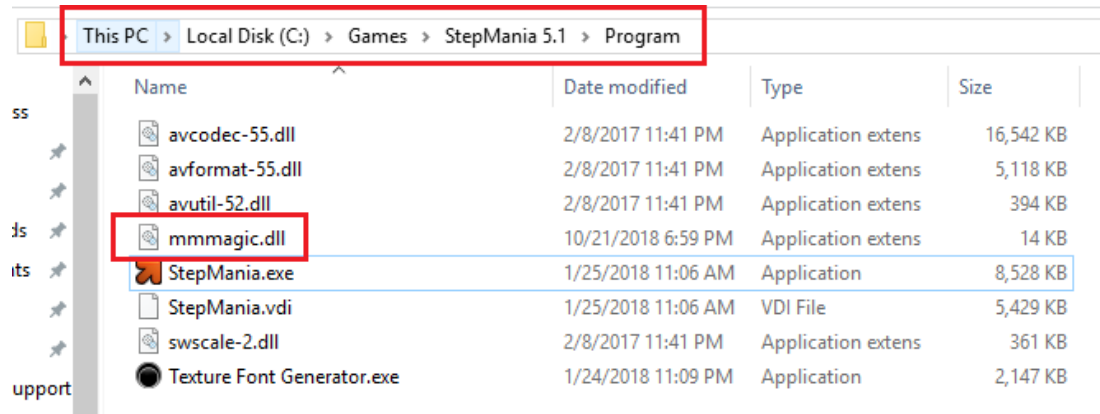 This PC > Local Disk (C:) > Games > StepMania 5.1 > Program
Name Date modified Type Size
ss
avcodec-55.dll 2/8/2017 11:41 PM Application extens 16,542 KB
avformat-55.dll 2/8/2017 11:41 PM Application extens 5,118 KB
avutil-52.dll 2/8/2017 11:41 PM Application extens 394 KB
ds mmmagic.dll 10/21/2018 6:59 PM Application extens 14 KB
its StepMania.exe 1/25/2018 11:06 AM Application 8,528 KB
StepMania.vdi 1/25/2018 11:06 AM VDI File 5,429 KB
swscale-2.dll 2/8/2017 11:41 PM Application extens 361 KB
upport Texture Font Generator.exe 1/24/2018 11:09 PM Application 2,147 KB